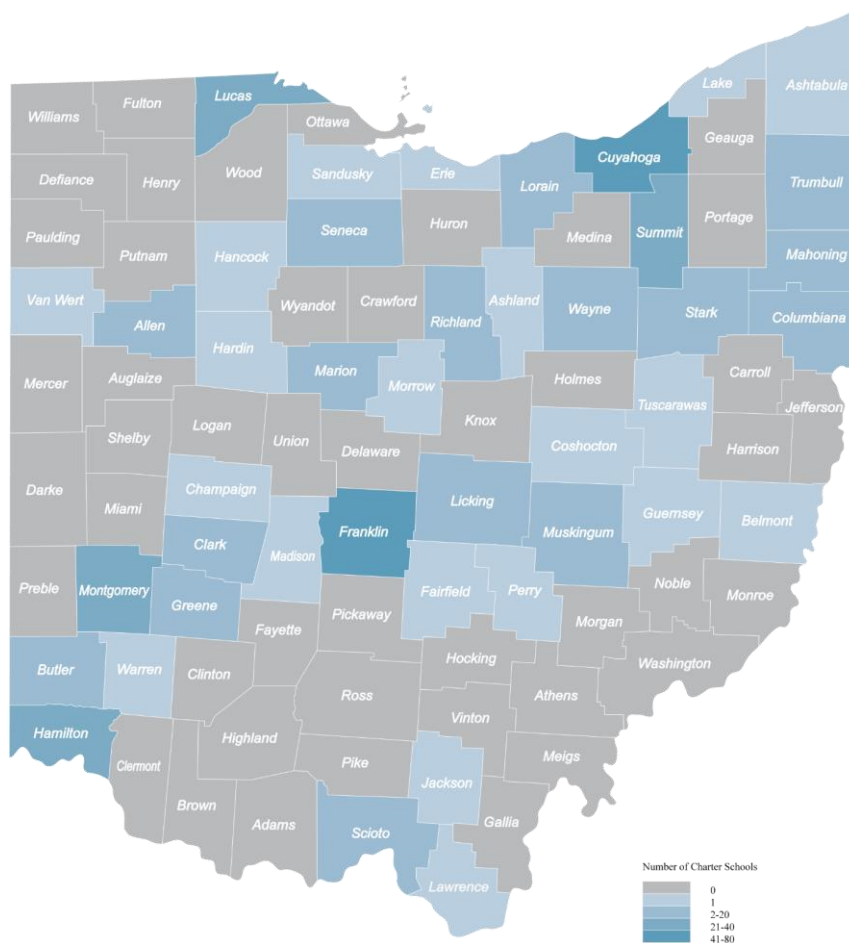 Lake
Ashtabula
Lucas
Fulton
Williams
Ottawa
Geauga
Cuyahoga
Wood
Sandusky
Erie
Defiance
Henry
Lorain
Trumbull
Portage
Huron
Seneca
Summit
Medina
Paulding
Putnam
Hancock
Mahoning
Van Wert
Wyandot
Crawford
Ashland
Wayne
Stark
Columbiana
Allen
Richland
Hardin
Marion
Morrow
Holmes
Carroll
Mercer
Auglaize
Tuscarawas
Jefferson
Knox
Logan
Union
Shelby
Delaware
Coshocton
Harrison
Darke
Champaign
Miami
Licking
Guernsey
Belmont
Franklin
Muskingum
Clark
Madison
Montgomery
Preble
Greene
Fairfield
Perry
Noble
Monroe
Pickaway
Morgan
Fayette
Washington
Hocking
Butler
Warren
Clinton
Ross
Athens
Vinton
Hamilton
Highland
Meigs
Clermont
Pike
Jackson
Brown
Adams
Scioto
Gallia
Lawrence
Number of Charter Schools
0
1
2-20
21-40
41-80